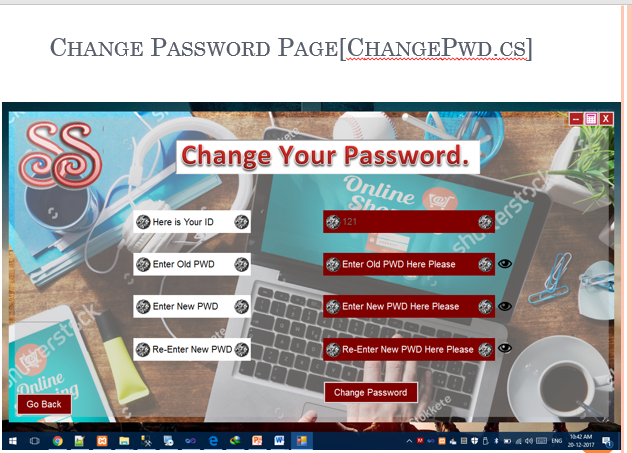 CHANGE PASSWORD PAGE[CHANGEPWD.CS]
SS
Change Your Password.
Online
Shopping
Here is Your ID
121
Enter Old PWD
Enter Old PWD Here Please
Enter New PWD
Enter New PWD Here Please
Re-Enter New PWD
Re-Enter New PWD Here Please
Change Password
Go Back
shutterstock
ENG
10:42 AM
20-12-2017